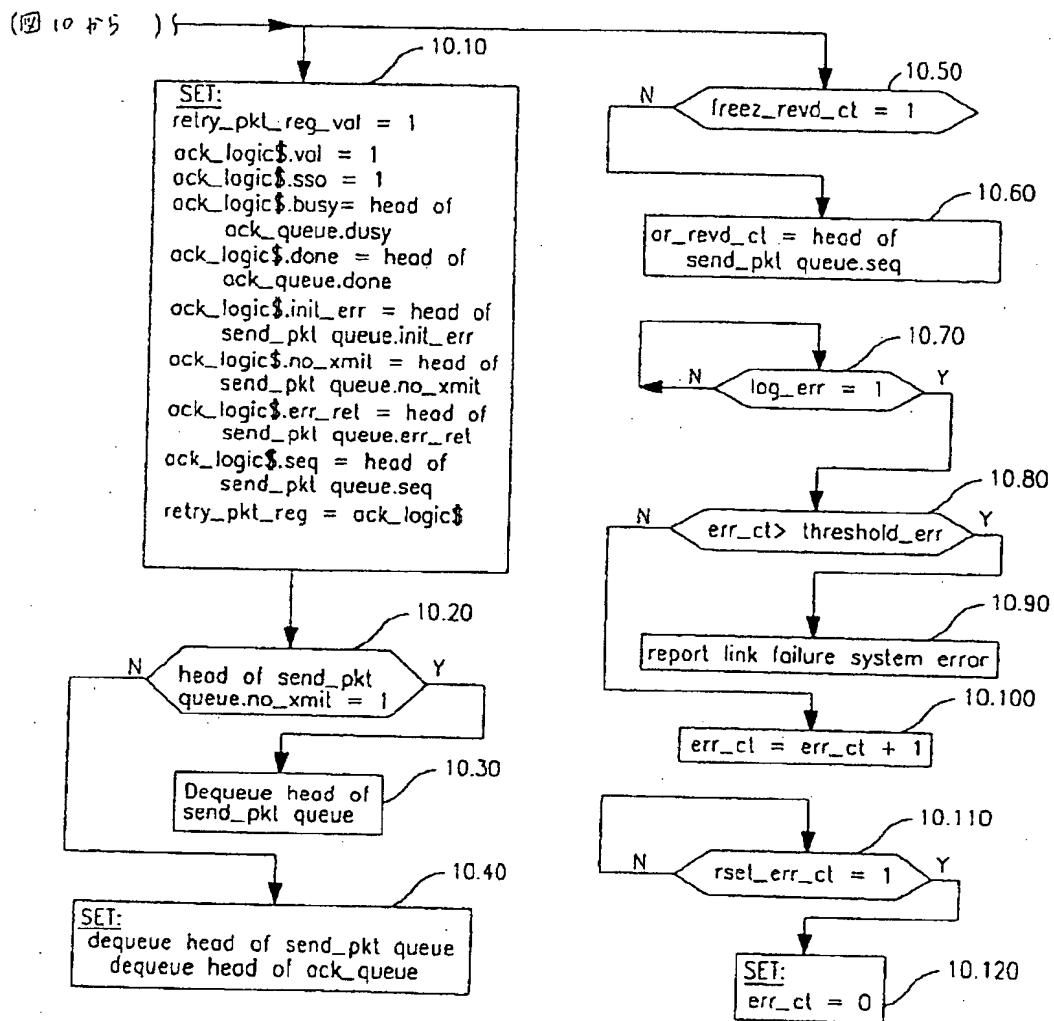 (図 10 から )
10.10
SET:
retry_pkt_reg_val = 1
ack_logic$.val = 1
ack_logic$.sso = 1
ack_logic$.busy= head of
ack_queue.dusy
ack_logic$.done = head of
ack_queue.done
ack_logic$.init_err = head of
send_pkt queue.init_err
ack_logic$.no_xmit = head of
send_pkt queue.no_xmit
ack_logic$.err_ret = head of
send_pkt queue.err_ret
ack_logic$.seq = head of
send_pkt queue.seq
retry_pkt_reg = ack_logic$
10.20
N
head of send_pkt
queue.no_xmit = 1
Y
10.30
Dequeue head of
send_pkt queue
10.40
SET:
dequeue head of send_pkt queue
dequeue head of ack_queue
10.50
N
freez_revd_ct = 1
10.60
or_revd_ct = head of
send_pkt queue.seq
10.70
N
log_err = 1
Y
10.80
N
err_ct> threshold_err
Y
10.90
report link failure system error
10.100
err_ct = err_ct + 1
10.110
N
rset_err_ct = 1
Y
SET:
err_ct = 0
10.120